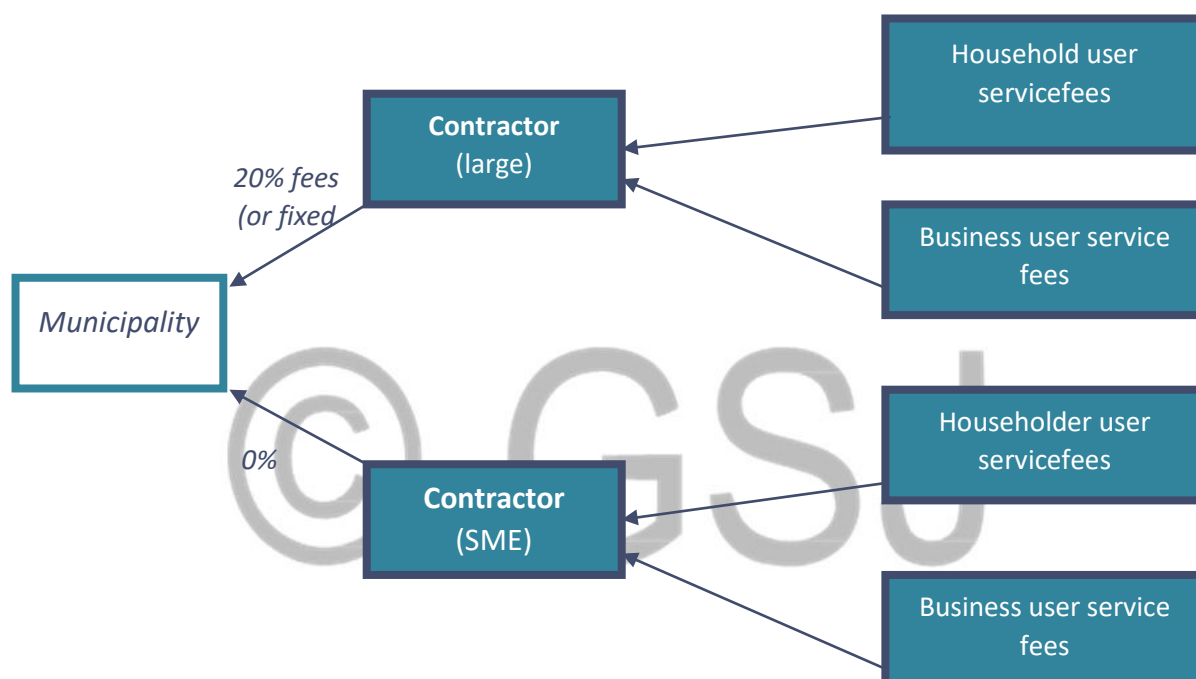 Household user
servicefees
Contractor
(large)
20% fees
(or fixed
Business user service
fees
Municipality
© GSJ
Householder user
servicefees
0%
Contractor
(SME)
Business user service
fees